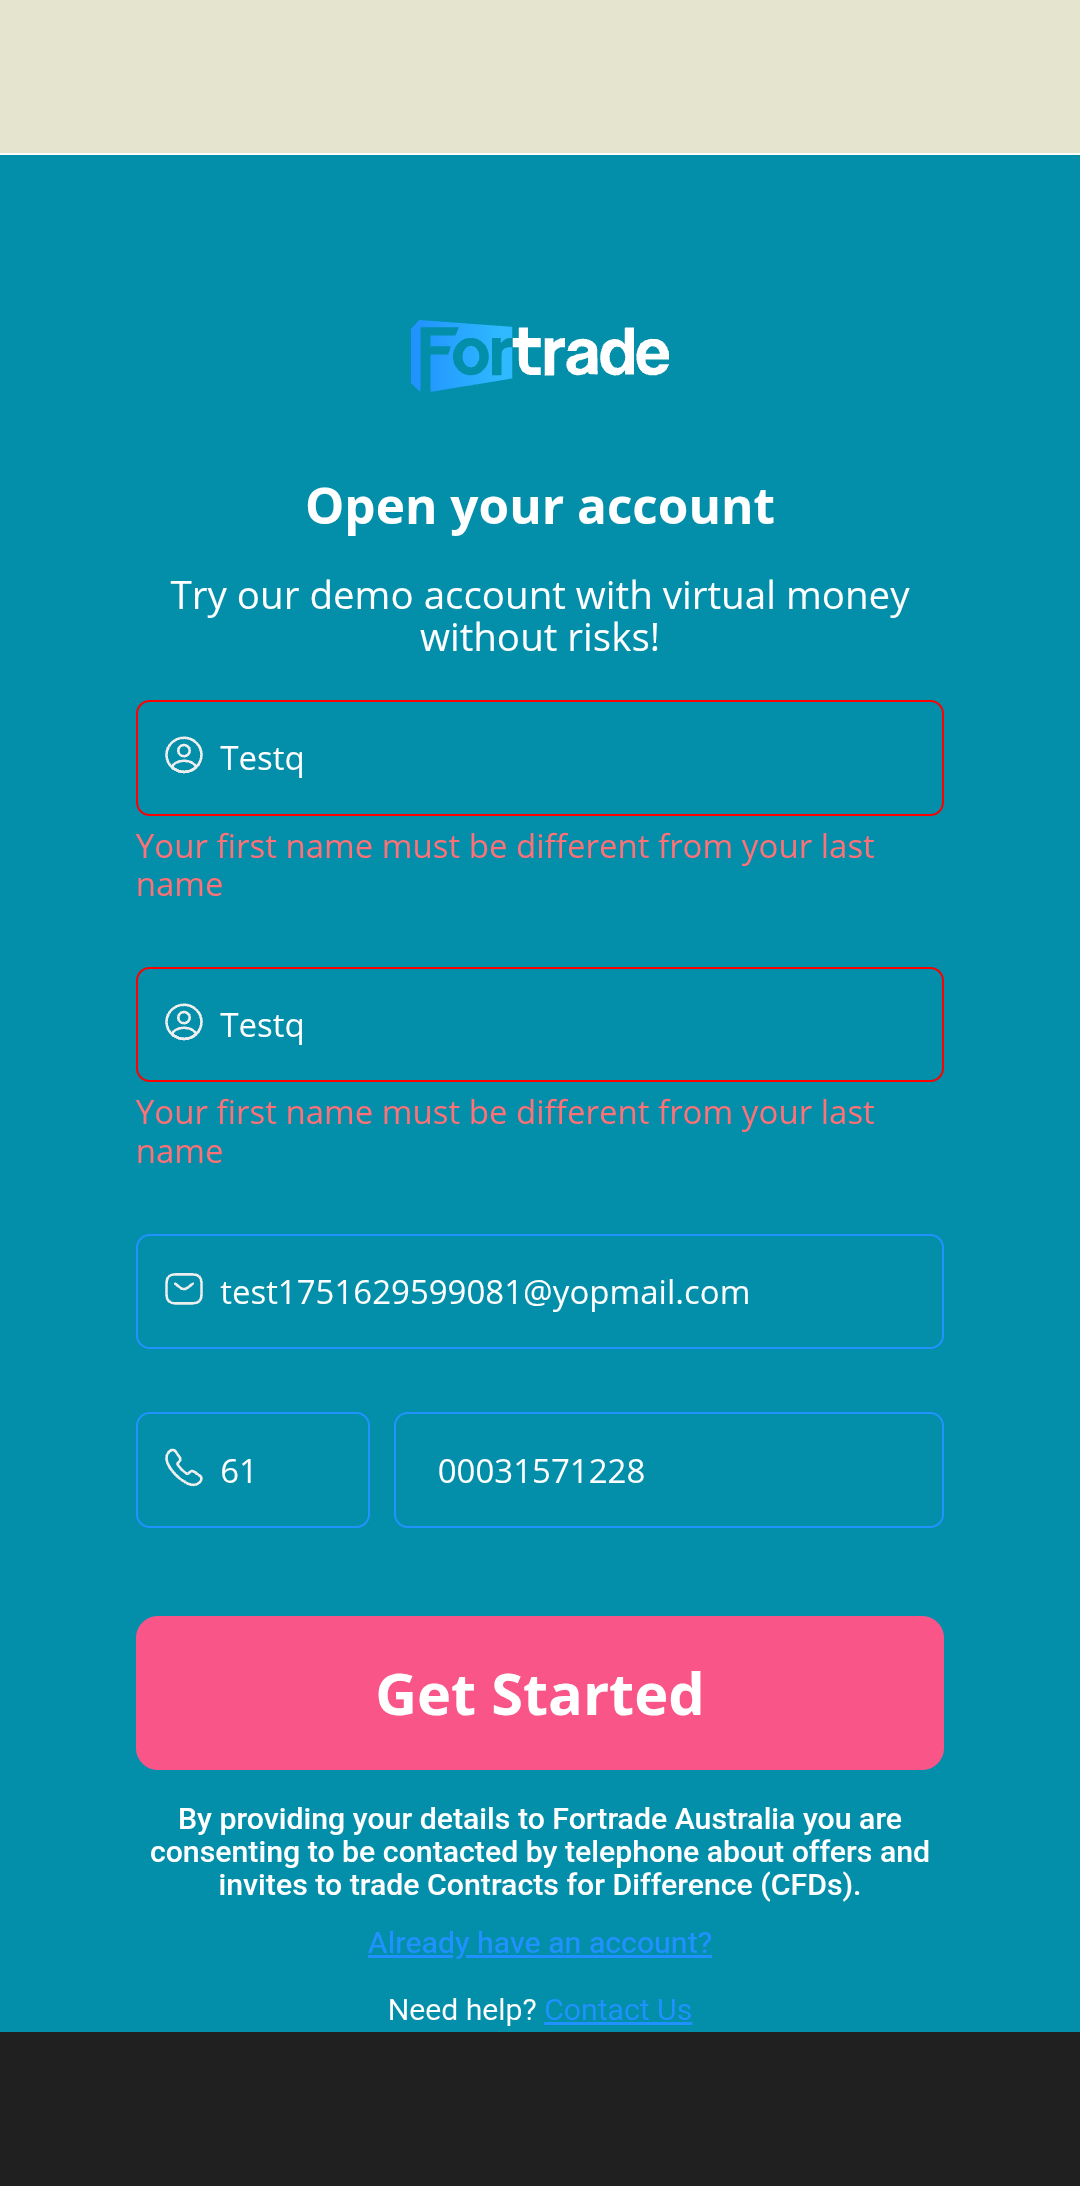 Fortrade
Open your account
Try our demo account with virtual money
without risks!
Testq
Your first name must be different from your last
name
Testq
Your first name must be different from your last
name
test1751629599081@yopmail.com
61 00031571228
Get Started
By providing your details to Fortrade Australia you are
consenting to be contacted by telephone about offers and
invites to trade Contracts for Difference (CFDs).
Already have an account?
Need help? Contact Us